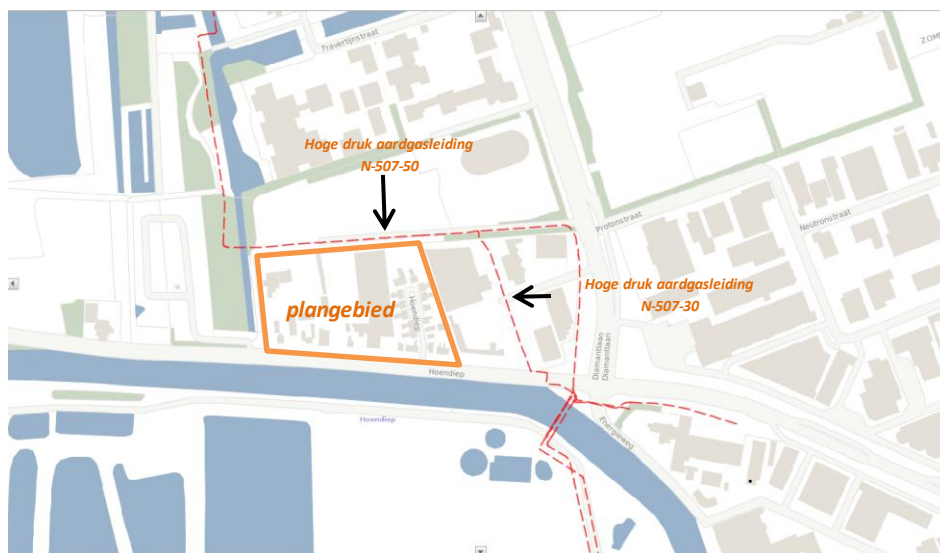 Travertijnstraat
ZOM
Hoge druk aardgasleiding
N-507-50
Protonstraat
Neutronstraat
Hoge druk aardgasleiding
N-507-30
plangebied
Hoendiep
Diamantlaan
Diamantlaan
Hoendiep
Hoendiep
Energieweg